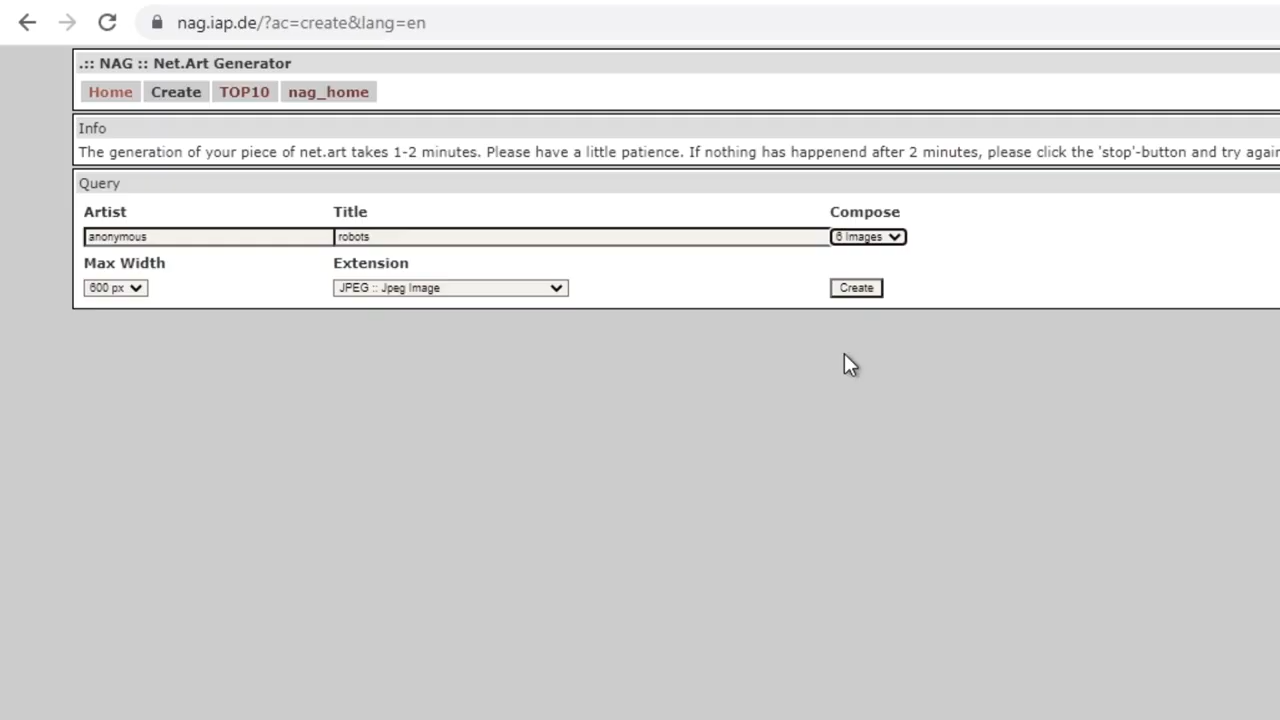 nag.iap.de/?ac=create&lang=en
.:: NAG :: Net.Art Generator
Home Create TOP10 nag_home
Info
The generation of your piece of net.art takes 1-2 minutes. Please have a little patience. If nothing has happenend after 2 minutes, please click the 'stop'-button and try again
Query
Artist Title Compose
anonymous robots 6 Images
Max Width Extension
600 px JPEG :: Jpeg Image Create